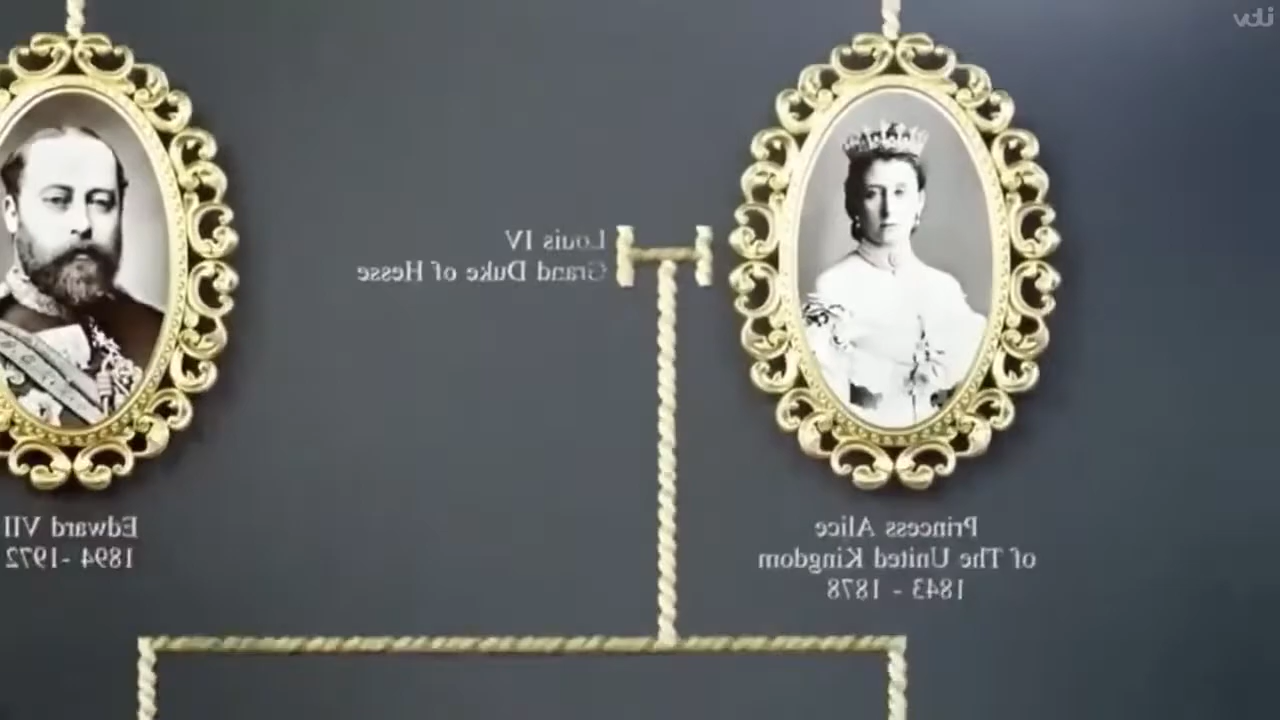 Louis IV
Grand Duke of Hesse
Edward VII
1894 - 1972
Princess Alice
of The United Kingdom
1843 - 1878